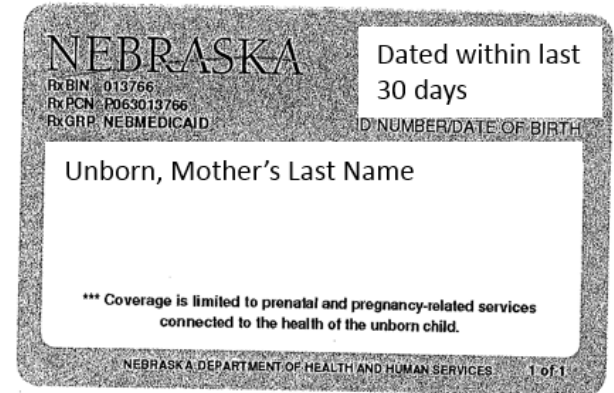 NEBRASKA
RxBIN 013766
RxPCN P063013766
RxGRP NEBMEDICAID
Dated within last
30 days
D NUMBER/DATE OF BIRTH
Unborn, Mother's Last Name
*** Coverage is limited to prenatal and pregnancy-related services
connected to the health of the unborn child.
NEBRASKA DEPARTMENT OF HEALTH AND HUMAN SERVICES 1 of 1